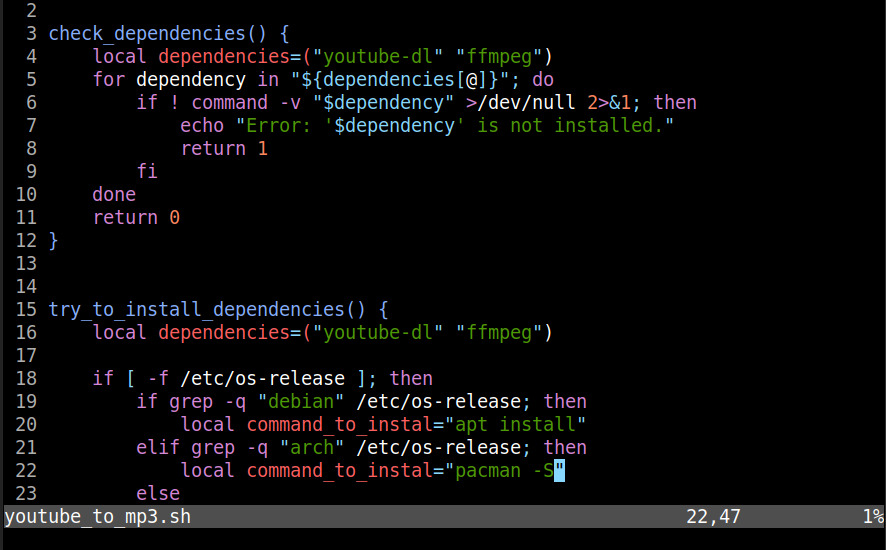 2
3 check_dependencies() {
4     local dependencies=("youtube-dl" "ffmpeg")
5     for dependency in "${dependencies[@]}"; do
6         if ! command -v "$dependency" >/dev/null 2>&1; then
7             echo "Error: '$dependency' is not installed."
8             return 1
9         fi
10     done
11     return 0
12 }
13
14
15 try_to_install_dependencies() {
16     local dependencies=("youtube-dl" "ffmpeg")
17
18     if [ -f /etc/os-release ]; then
19         if grep -q "debian" /etc/os-release; then
20             local command_to_instal="apt install"
21         elif grep -q "arch" /etc/os-release; then
22             local command_to_instal="pacman -S"
23         else
youtube_to_mp3.sh 22,47 1%